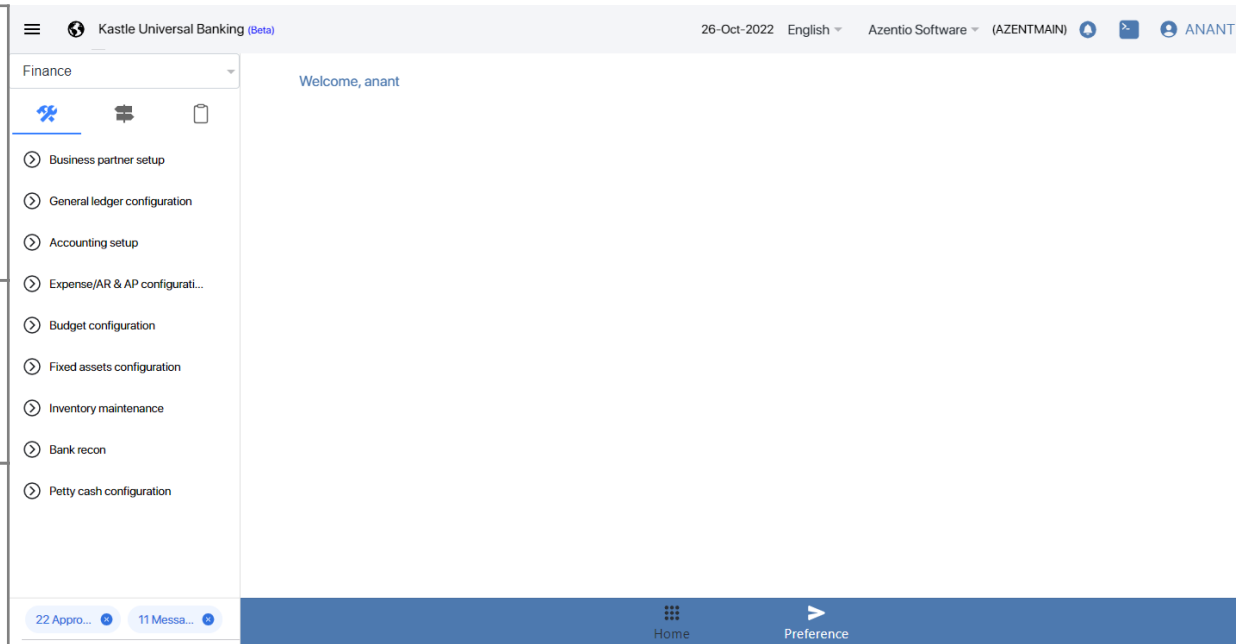 Kastle Universal Banking (Beta)
26-Oct-2022 English Azentio Software (AZENTMAIN) ANANT
Finance
Welcome, anant
Business partner setup
General ledger configuration
Accounting setup
Expense/AR & AP configurati...
Budget configuration
Fixed assets configuration
Inventory maintenance
Bank recon
Petty cash configuration
22 Appro... 11 Messa...
Home Preference